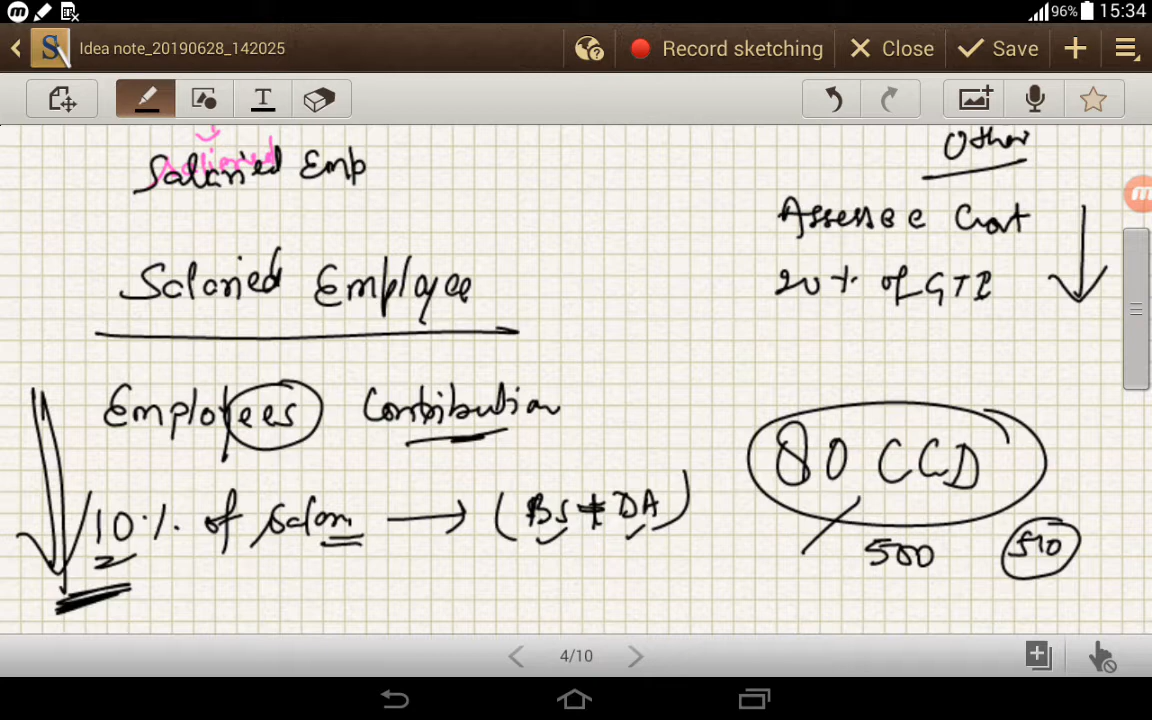 96% 15:34
Idea note_20190628_142025
Record sketching
Close
Save
Salaried Emp
Other
Assessee Cont
20% of GTI
Salaried Employee
Employees Contribution
80 CCD
10% of salary → (BS + DA)
500
510
4/10